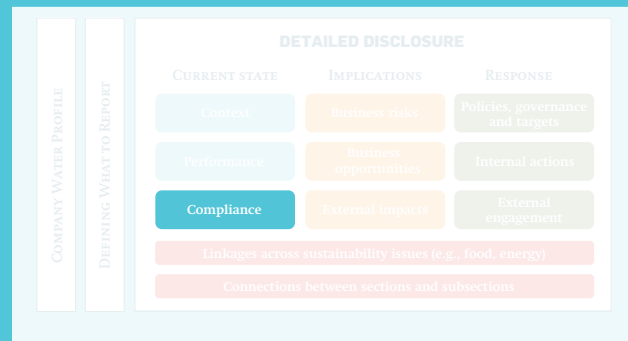 DETAILED DISCLOSURE
COMPANY WATER PROFILE
DEFINING WHAT TO REPORT
CURRENT STATE
IMPLICATIONS
RESPONSE
Context
Business risks
Policies, governance
and targets
Performance
Business
opportunities
Internal actions
Compliance
External impacts
External
engagement
Linkages across sustainability issues (e.g., food, energy)
Connections between sections and subsections